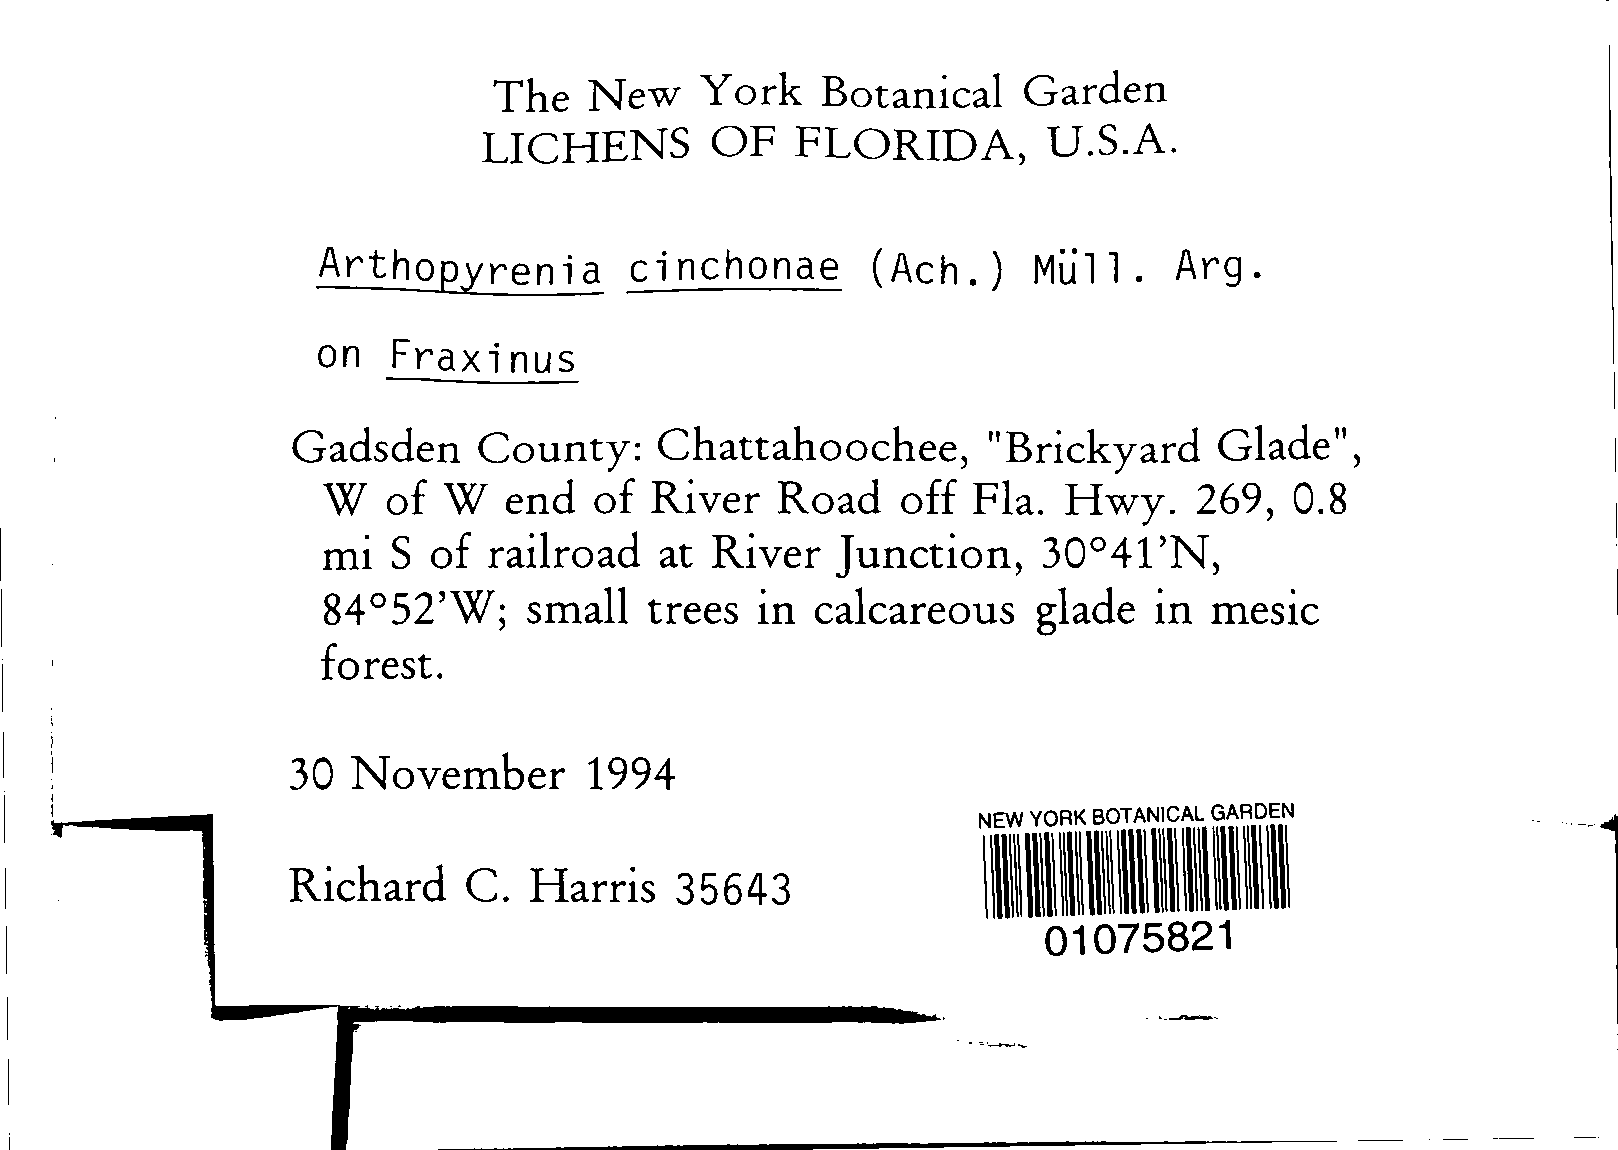 The New York Botanical Garden
LICHENS OF FLORIDA, U.S.A.
Arthopyrenia cinchonae (Ach.) Müll. Arg.
on Fraxinus
Gadsden County: Chattahoochee, "Brickyard Glade",
W of W end of River Road off Fla. Hwy. 269, 0.8
mi S of railroad at River Junction, 30°41'N,
84°52'W; small trees in calcareous glade in mesic
forest.
30 November 1994
NEW YORK BOTANICAL GARDEN
Richard C. Harris 35643
01075821